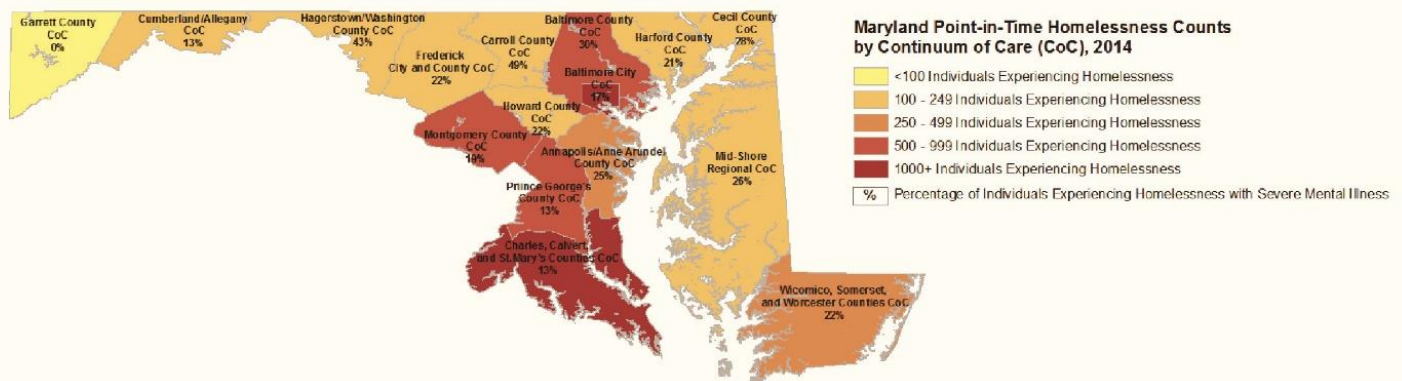 Garrett County
CoC
0%
Cumberland/Allegany
CoC
13%
Hagerstown/Washington
County CoC
43%
Frederick
City and County CoC
22%
Carroll County
CoC
49%
Baltimore County
CoC
30%
Baltimore City
CoC
17%
Harford County
CoC
21%
Cecil County
CoC
28%
Howard County
CoC
22%
Montgomery County
CoC
19%
Annapolis/Anne Arundel
County CoC
25%
Prince George's
County CoC
13%
Charles, Calvert,
and St.Mary's Counties CoC
13%
Mid-Shore
Regional CoC
26%
Wicomico, Somerset,
and Worcester Counties CoC
22%
Maryland Point-in-Time Homelessness Counts
by Continuum of Care (CoC), 2014
<100 Individuals Experiencing Homelessness
100 - 249 Individuals Experiencing Homelessness
250 - 499 Individuals Experiencing Homelessness
500 - 999 Individuals Experiencing Homelessness
1000+ Individuals Experiencing Homelessness
% Percentage of Individuals Experiencing Homelessness with Severe Mental Illness